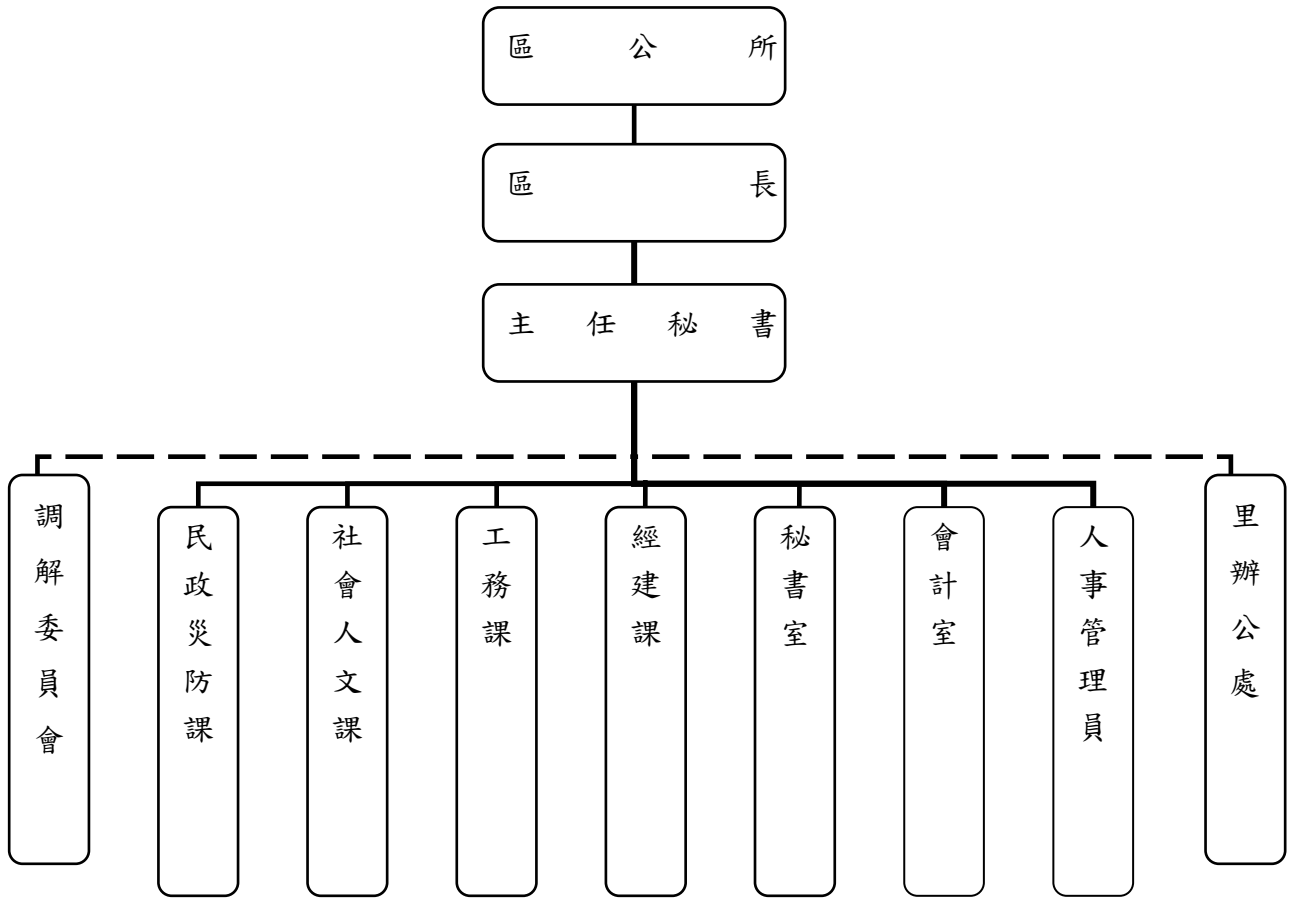 區公所
區長
主任秘書
調解委員會
民政災防課
社會人文課
工務課
經建課
秘書室
會計室
人事管理員
里辦公處